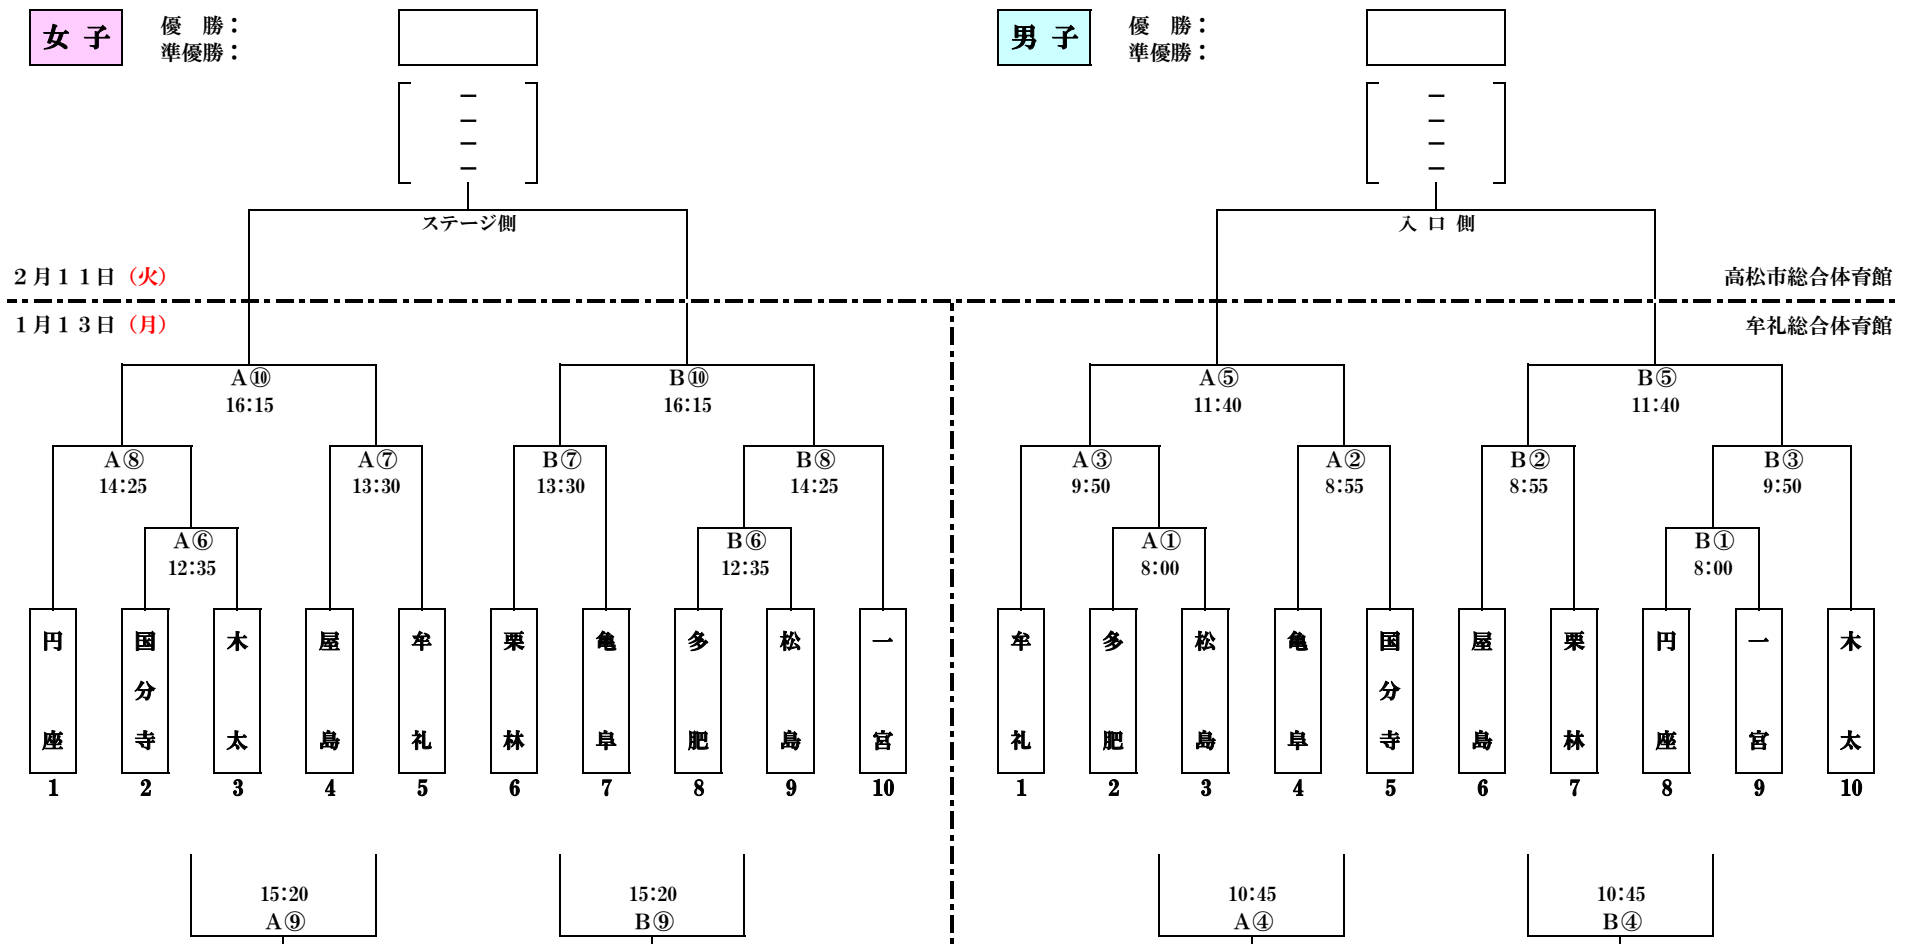 女 子
優　勝：
準優勝：
－
－
－
－
ステージ側
男 子
優　勝：
準優勝：
－
－
－
－
入 口 側
２月１１日（火）
高松市総合体育館
１月１３日（月）
牟礼総合体育館
A⑩
16：15
B⑩
16：15
A⑤
11：40
B⑤
11：40
A⑧
14：25
A⑦
13：30
B⑦
13：30
B⑧
14：25
A③
9：50
A②
8：55
B②
8：55
B③
9：50
A⑥
12：35
B⑥
12：35
A①
8：00
B①
8：00
円座
国分寺
木太
屋島
牟礼
栗林
亀阜
多肥
松島
一宮
牟礼
多肥
松島
亀阜
国分寺
屋島
栗林
円座
一宮
木太
1 2 3 4 5 6 7 8 9 10
1 2 3 4 5 6 7 8 9 10
15：20
A⑨
15：20
B⑨
10：45
A④
10：45
B④